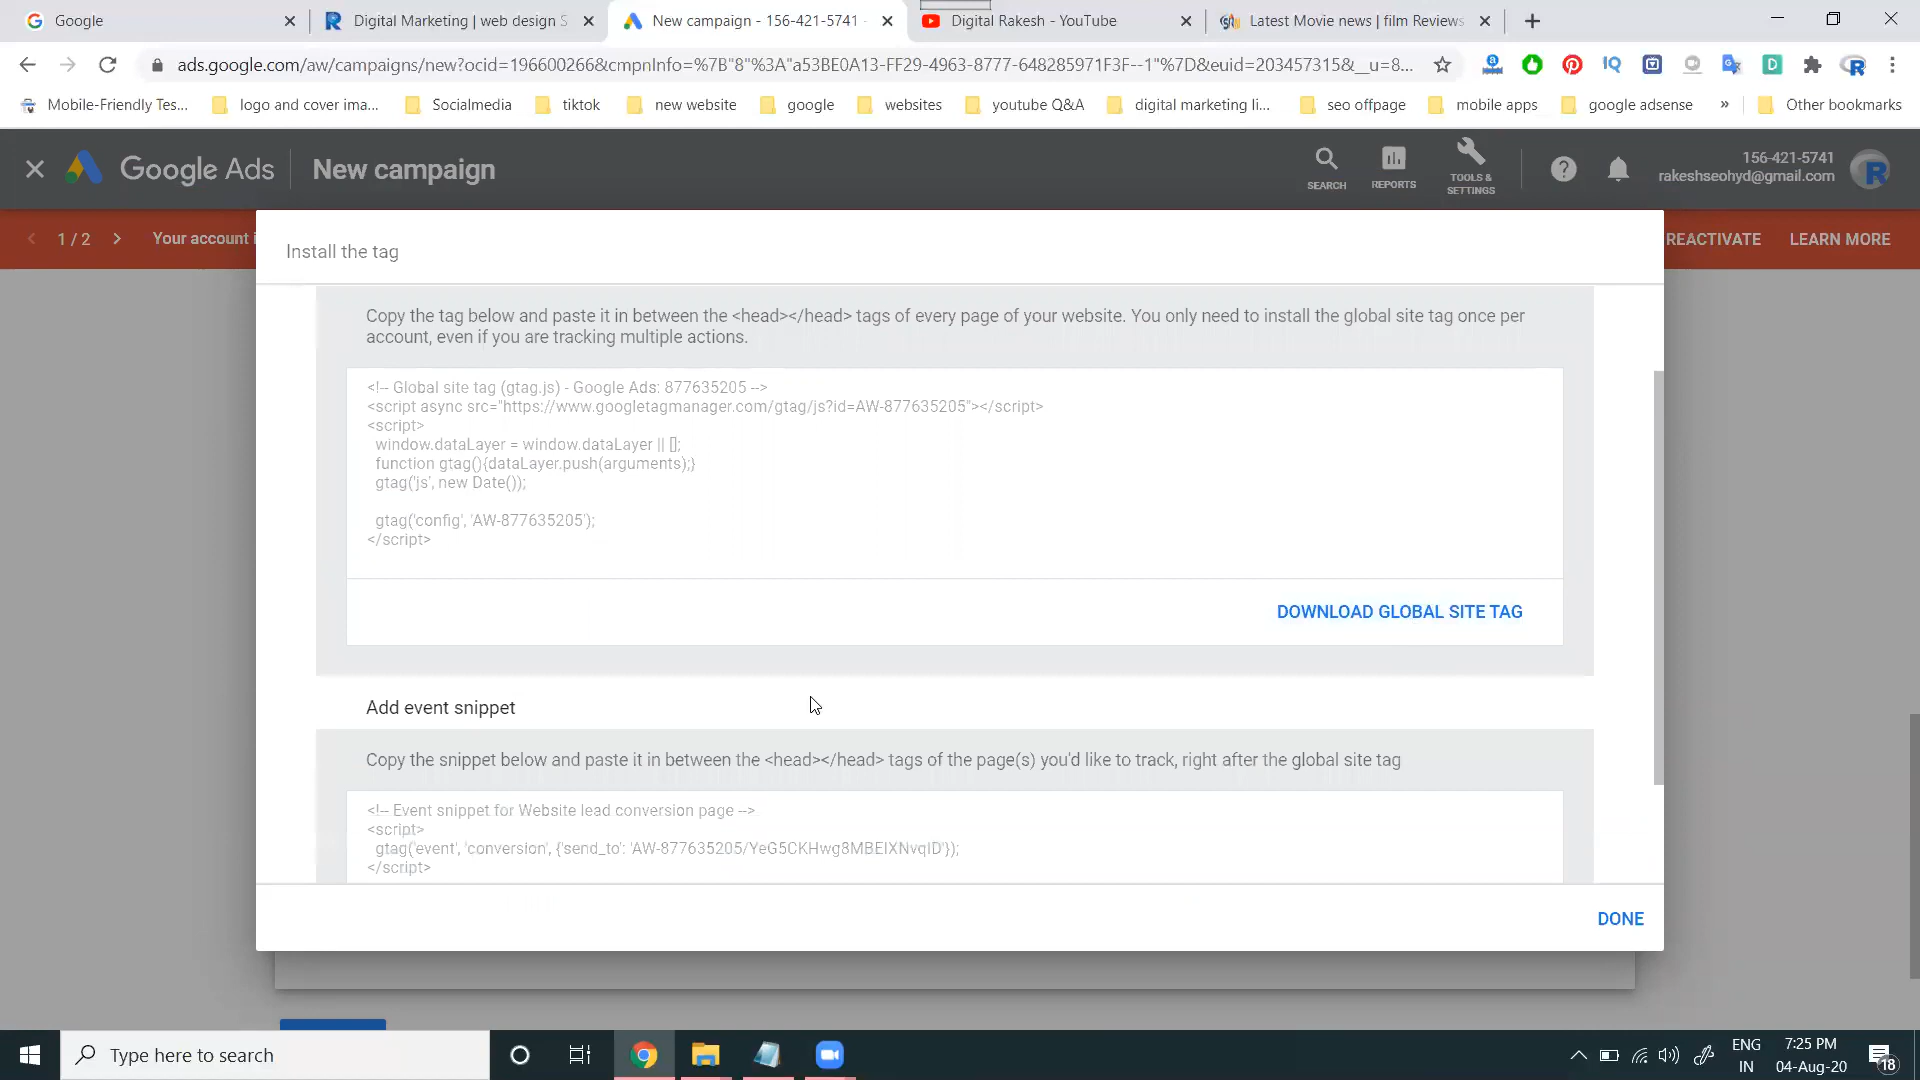 Google
Digital Marketing | web design S
New campaign - 156-421-5741 -
Digital Rakesh - YouTube
Latest Movie news | film Reviews
ads.google.com/aw/campaigns/new?ocid=196600266&cmpnInfo=%7B"8"%3A"a53BE0A13-FF29-4963-8777-648285971F3F--1"%7D&euid=203457315&__u=8...
Mobile-Friendly Tes...
logo and cover ima...
Socialmedia
tiktok
new website
google
websites
youtube Q&A
digital marketing li...
seo offpage
mobile apps
google adsense
»
Other bookmarks
Google Ads
New campaign
SEARCH
REPORTS
TOOLS &
SETTINGS
156-421-5741
rakeshseohyd@gmail.com
1 / 2
Your account i
REACTIVATE
LEARN MORE
Install the tag
Copy the tag below and paste it in between the <head></head> tags of every page of your website. You only need to install the global site tag once per
account, even if you are tracking multiple actions.
<!-- Global site tag (gtag.js) - Google Ads: 877635205 -->
<script async src="https://www.googletagmanager.com/gtag/js?id=AW-877635205"></script>
<script>
window.dataLayer = window.dataLayer || [];
function gtag(){dataLayer.push(arguments);}
gtag('js', new Date());
gtag('config', 'AW-877635205');
</script>
DOWNLOAD GLOBAL SITE TAG
Add event snippet
Copy the snippet below and paste it in between the <head></head> tags of the page(s) you'd like to track, right after the global site tag
<!-- Event snippet for Website lead conversion page -->
<script>
gtag('event', 'conversion', {'send_to': 'AW-877635205/YeG5CKHwg8MBEIXNvqID'});
</script>
DONE
Type here to search
ENG
IN
7:25 PM
04-Aug-20
18